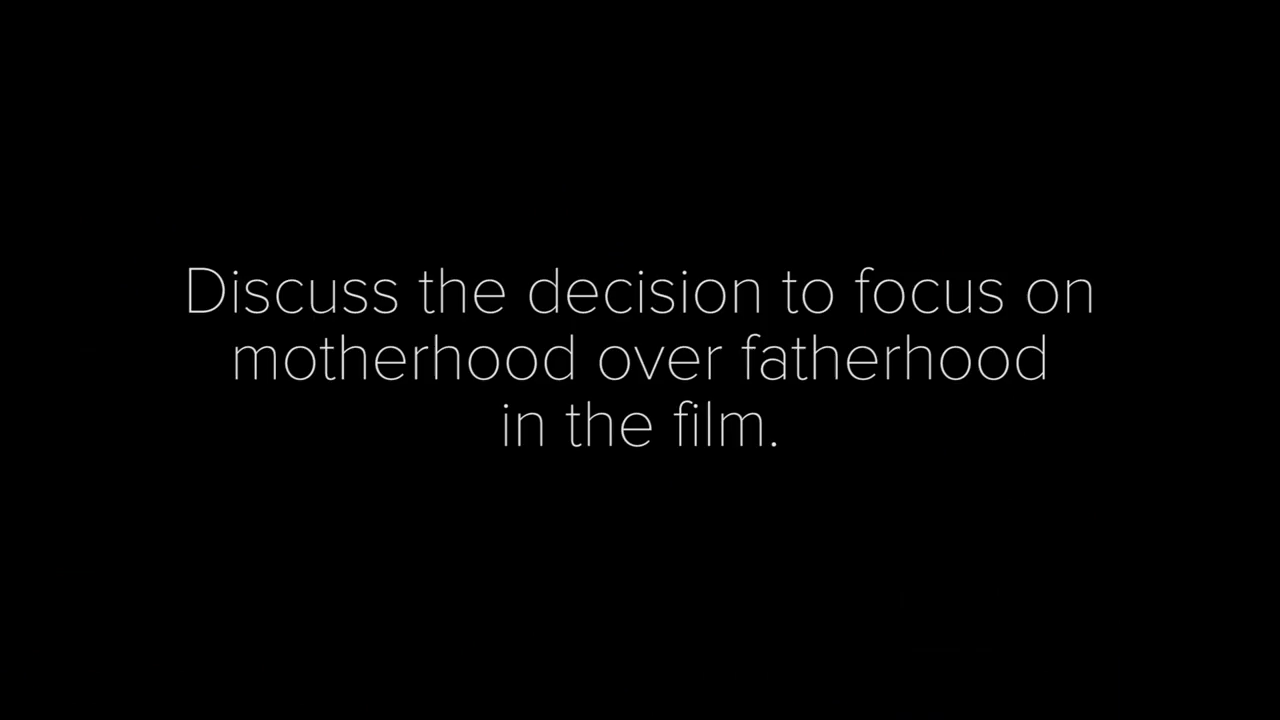 Discuss the decision to focus on
motherhood over fatherhood
in the film.